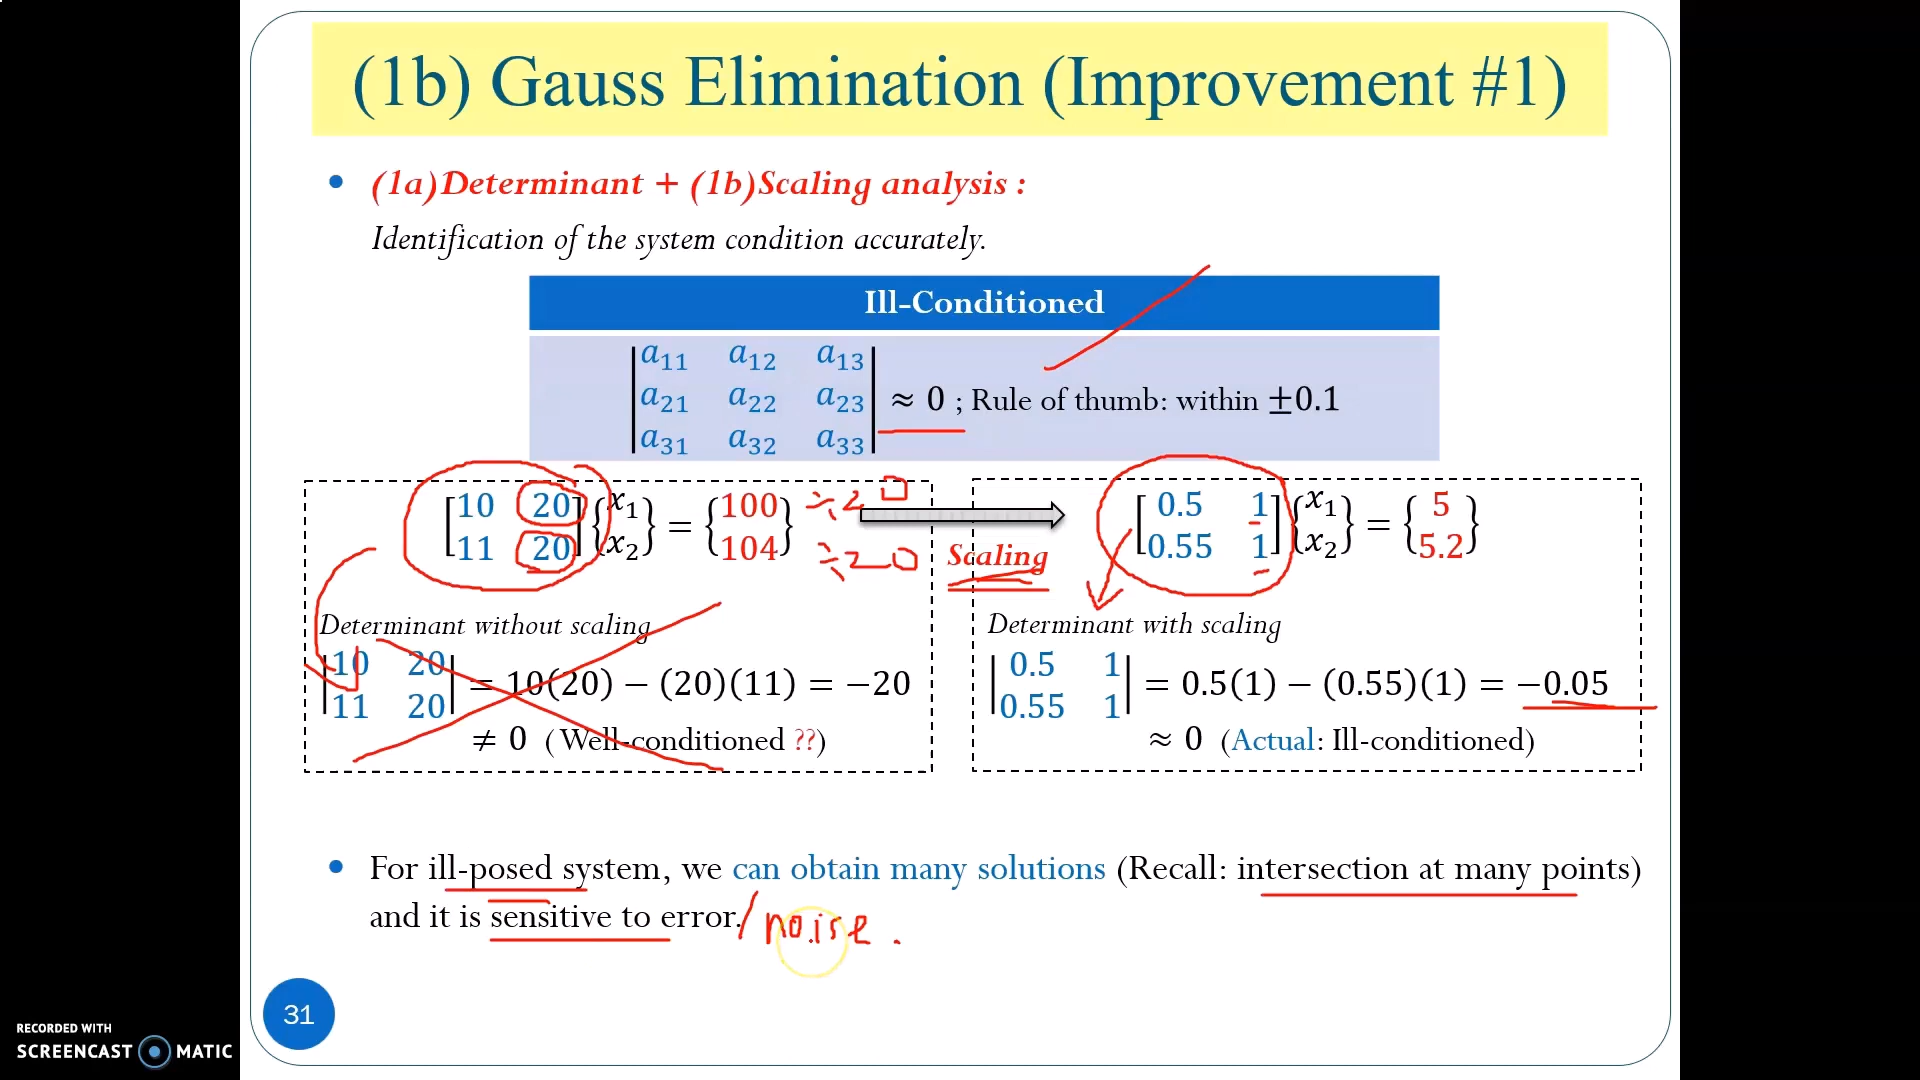 (1b) Gauss Elimination (Improvement #1)
• (1a)Determinant + (1b)Scaling analysis :
Identification of the system condition accurately.
Ill-Conditioned
a₁₁ a₁₂ a₁₃
a₂₁ a₂₂ a₂₃ ≈ 0 ; Rule of thumb: within ±0.1
a₃₁ a₃₂ a₃₃
[10 20] {x₁} = {100} ÷20
[11 20] {x₂} {104} ÷20
Scaling
[0.5 1] {x₁} = {5}
[0.55 1] {x₂} {5.2}
Determinant without scaling
|10 20|
|11 20| = 10(20) − (20)(11) = −20
≠ 0 (Well-conditioned ??)
Determinant with scaling
|0.5 1|
|0.55 1| = 0.5(1) − (0.55)(1) = −0.05
≈ 0 (Actual: Ill-conditioned)
• For ill-posed system, we can obtain many solutions (Recall: intersection at many points)
and it is sensitive to error. / noise.
31
RECORDED WITH
SCREENCAST MATIC